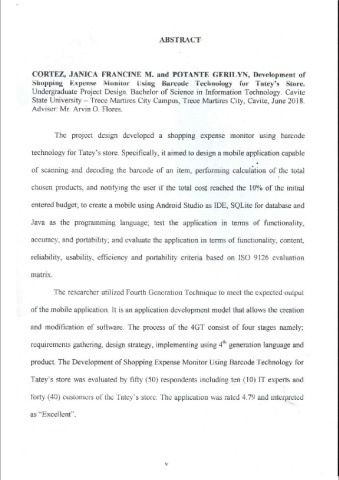 ABSTRACT
CORTEZ, JANICA FRANCINE M. and POTANTE GERILYN, Development of
Shopping Expense Monitor Using Barcode Technology for Tatey's Store.
Undergraduate Project Design. Bachelor of Science in Information Technology. Cavite
State University – Trece Martires City Campus, Trece Martires City, Cavite, June 2018.
Adviser: Mr. Arvin O. Flores.
The project design developed a shopping expense monitor using barcode
technology for Tatey's store. Specifically, it aimed to design a mobile application capable
of scanning and decoding the barcode of an item, performing calculation of the total
chosen products, and notifying the user if the total cost reached the 10% of the initial
entered budget; to create a mobile using Android Studio as IDE, SQLite for database and
Java as the programming language; test the application in terms of functionality,
accuracy, and portability; and evaluate the application in terms of functionality, content,
reliability, usability, efficiency and portability criteria based on ISO 9126 evaluation
matrix.
The researcher utilized Fourth Generation Technique to meet the expected output
of the mobile application. It is an application development model that allows the creation
and modification of software. The process of the 4GT consist of four stages namely;
requirements gathering, design strategy, implementing using 4th generation language and
product. The Development of Shopping Expense Monitor Using Barcode Technology for
Tatey's store was evaluated by fifty (50) respondents including ten (10) IT experts and
forty (40) customers of the Tatey's store. The application was rated 4.79 and interpreted
as "Excellent".
v